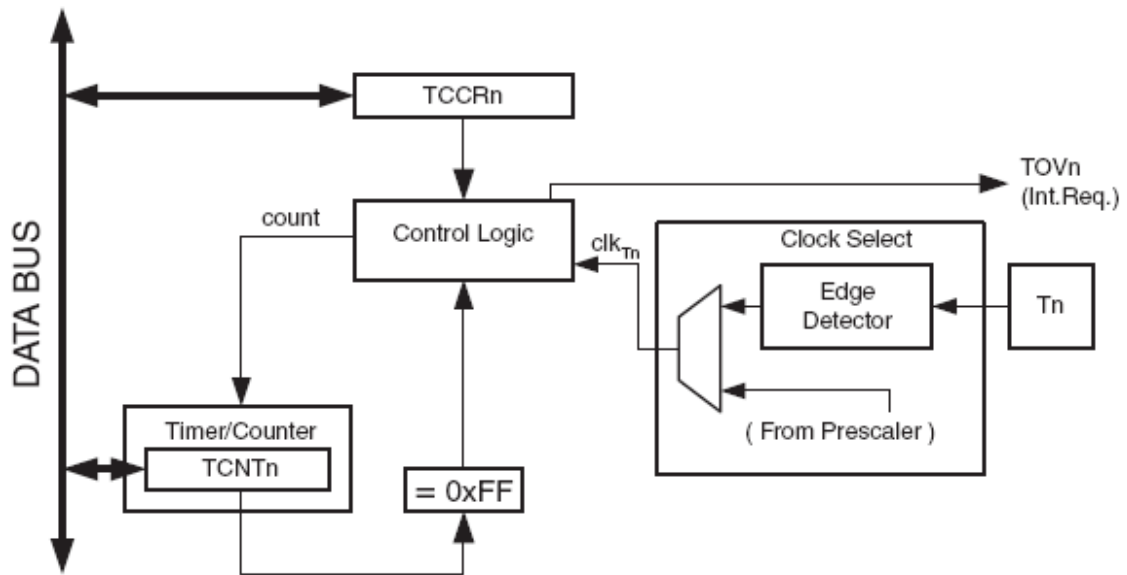 DATA BUS
TCCRn
TOVn
(Int.Req.)
count
Control Logic
clkTn
Clock Select
Edge
Detector
Tn
( From Prescaler )
Timer/Counter
TCNTn
= 0xFF